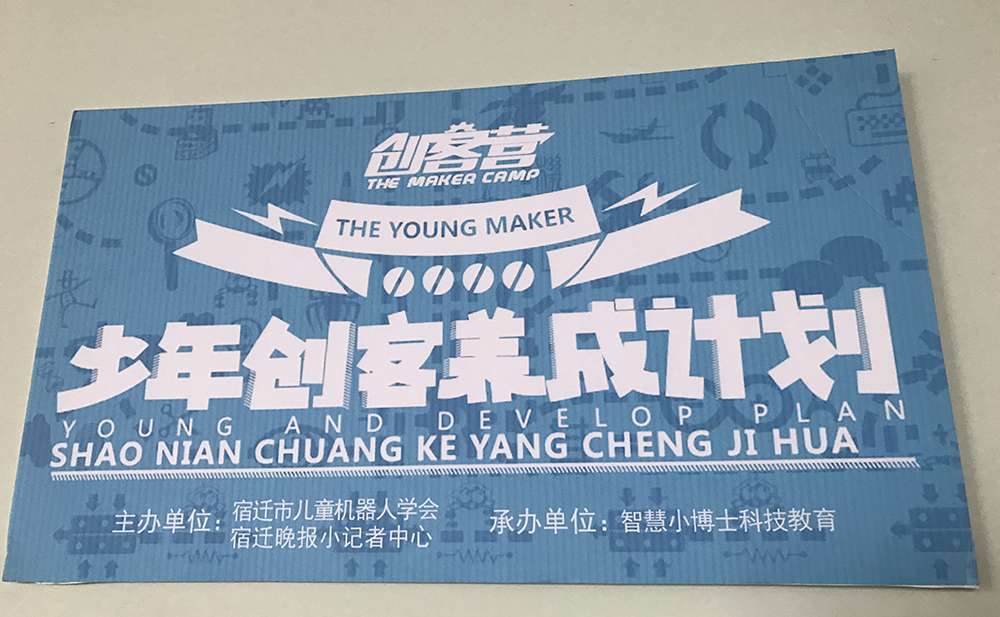 创客营
THE MAKER CAMP
THE YOUNG MAKER
少年创客养成计划
YOUNG AND DEVELOP PLAN
SHAO NIAN CHUANG KE YANG CHENG JI HUA
主办单位：宿迁市儿童机器人学会
宿迁晚报小记者中心
承办单位：智慧小博士科技教育